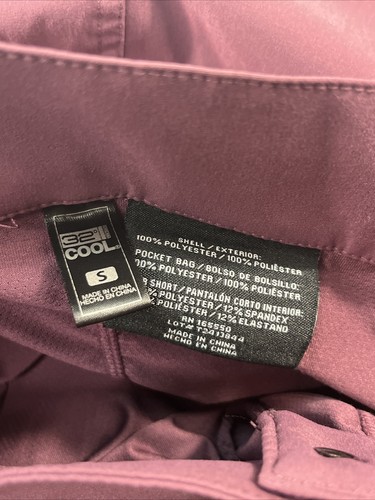 32
COOL
S
MADE IN CHINA
HECHO EN CHINA
SHELL/EXTERIOR:
100% POLYESTER/100% POLIÉSTER
POCKET BAG/BOLSO DE BOLSILLO:
POLYESTER/100% POLIÉSTER
SHORT/PANTALÓN CORTO INTERIOR:
POLYESTER/12% SPANDEX
POLIÉSTER/12% ELASTANO
RN 165550
MADE IN CHINA
HECHO EN CHINA